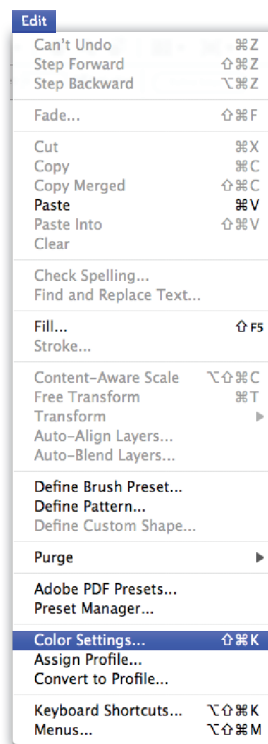 Edit
Can't Undo ⌘Z
Step Forward ⇧⌘Z
Step Backward ⌥⌘Z
Fade... ⇧⌘F
Cut ⌘X
Copy ⌘C
Copy Merged ⇧⌘C
Paste ⌘V
Paste Into ⇧⌘V
Clear
Check Spelling...
Find and Replace Text...
Fill... ⇧F5
Stroke...
Content-Aware Scale ⌥⇧⌘C
Free Transform ⌘T
Transform ▶
Auto-Align Layers...
Auto-Blend Layers...
Define Brush Preset...
Define Pattern...
Define Custom Shape...
Purge ▶
Adobe PDF Presets...
Preset Manager...
Color Settings... ⇧⌘K
Assign Profile...
Convert to Profile...
Keyboard Shortcuts... ⌥⇧⌘K
Menus... ⌥⇧⌘M